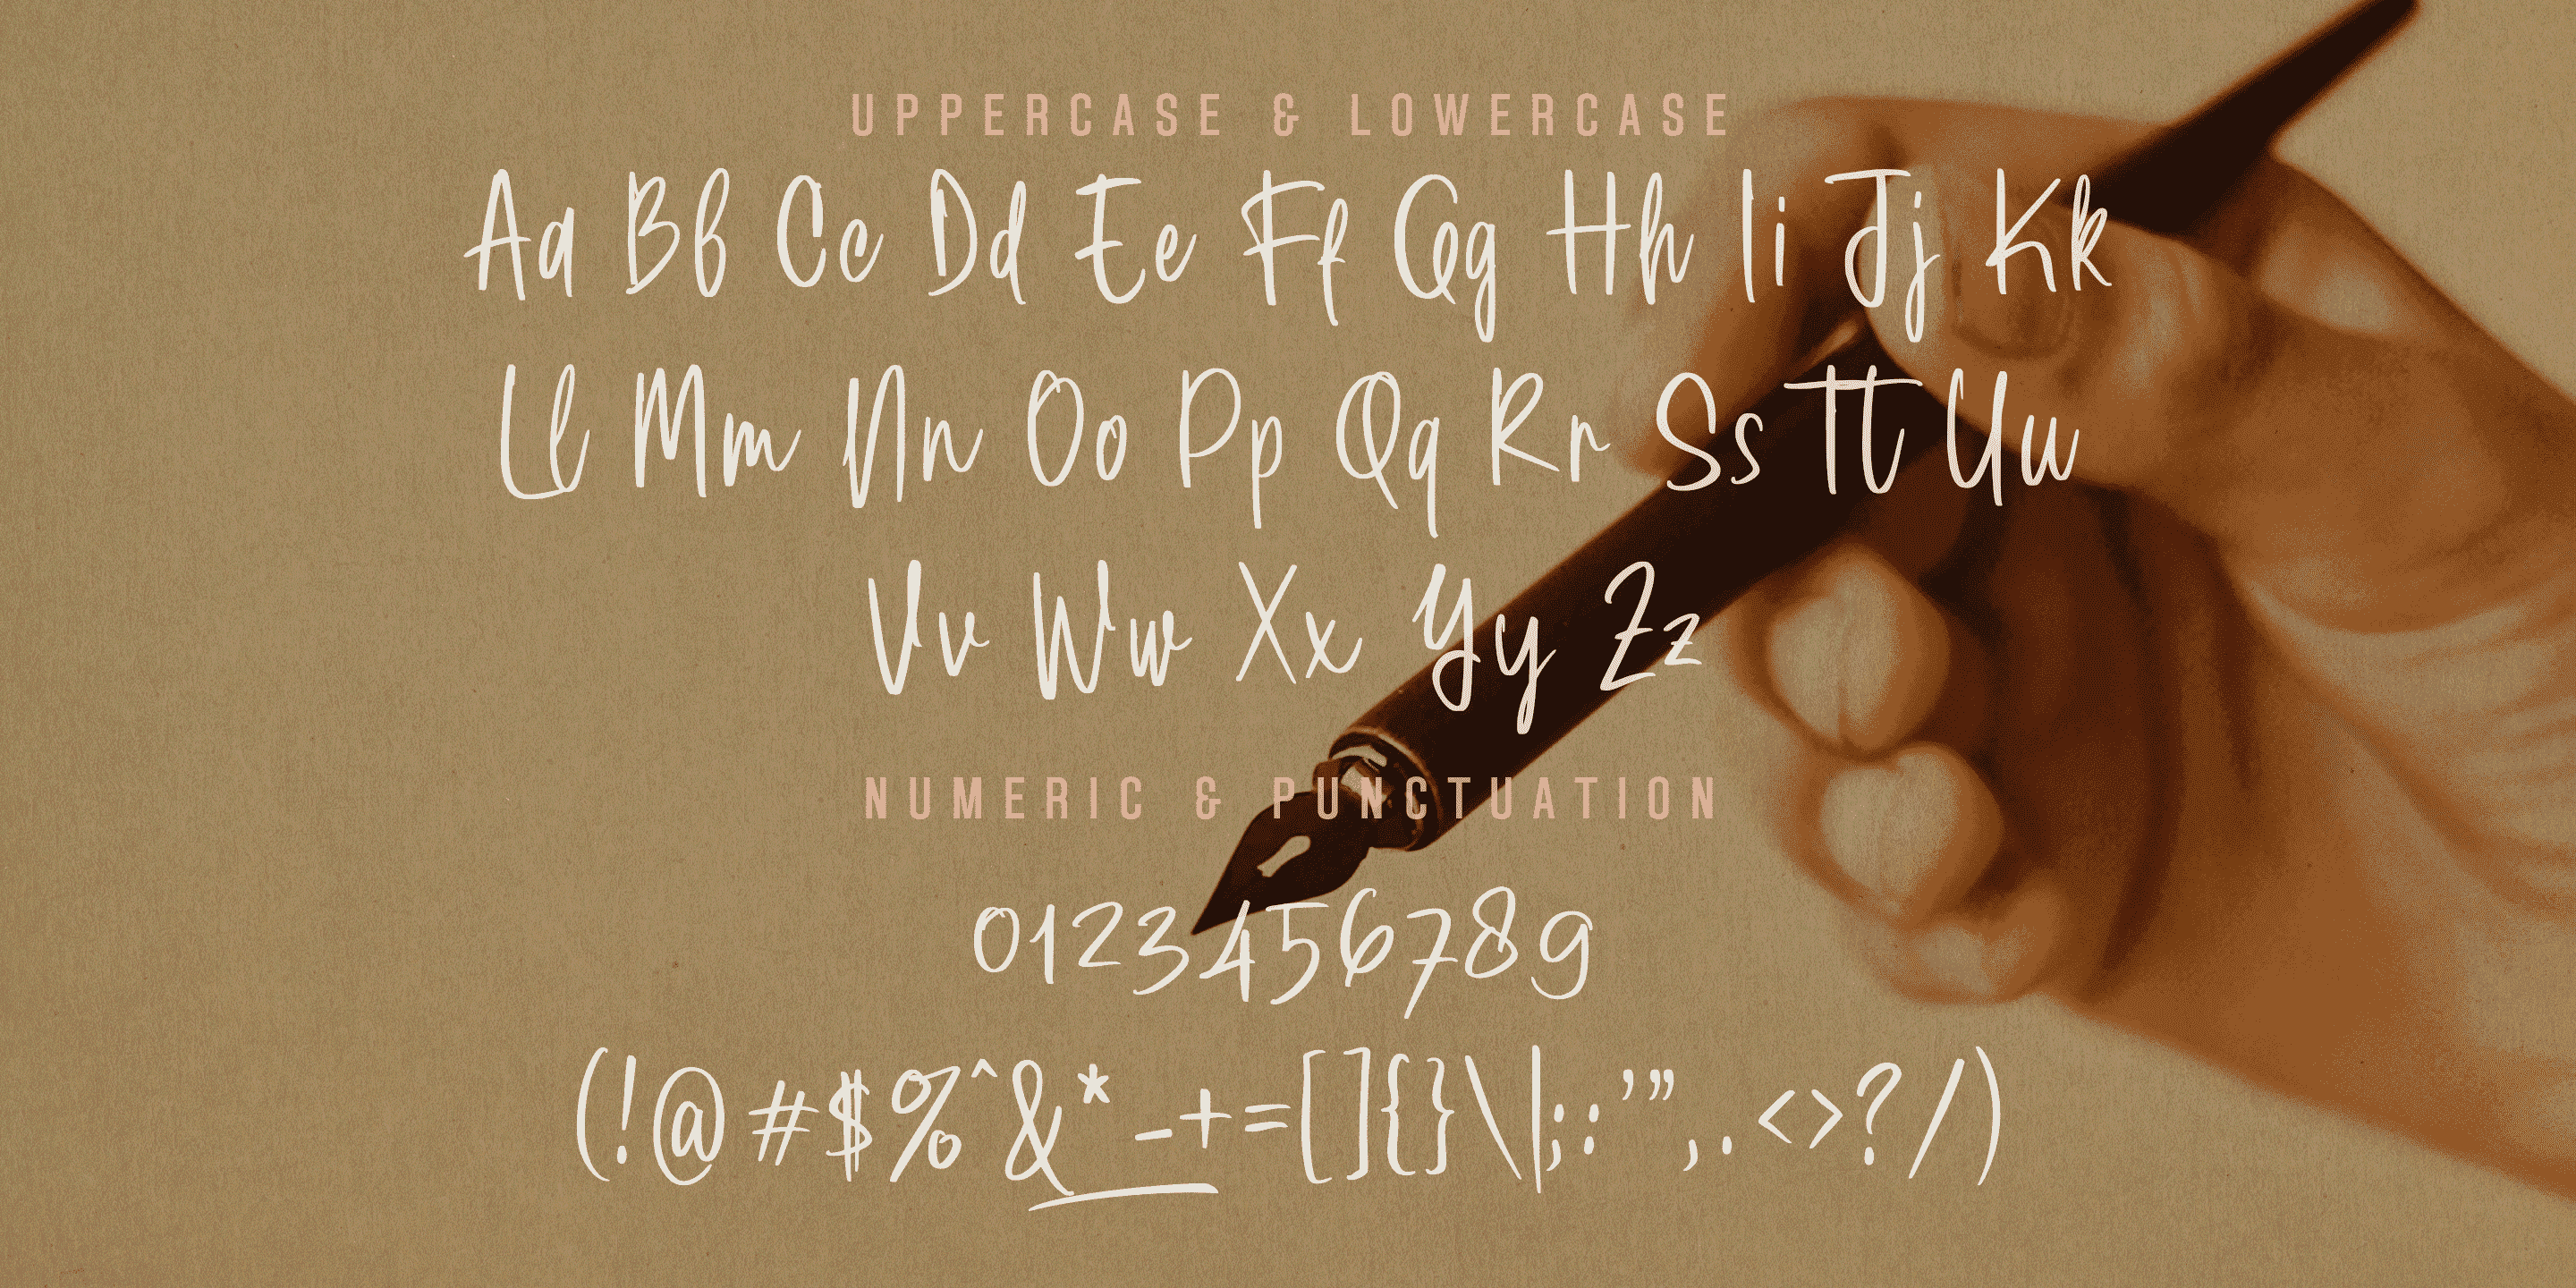 UPPERCASE & LOWERCASE
Aa Bb Cc Dd Ee Ff Gg Hh Ii Jj Kk
Ll Mm Nn Oo Pp Qq Rr Ss Tt Uu
Vv Ww Xx Yy Zz
NUMERIC & PUNCTUATION
0123456789
(!@#$%^&*_-+=[]{}\|;:’”,.<>?/)